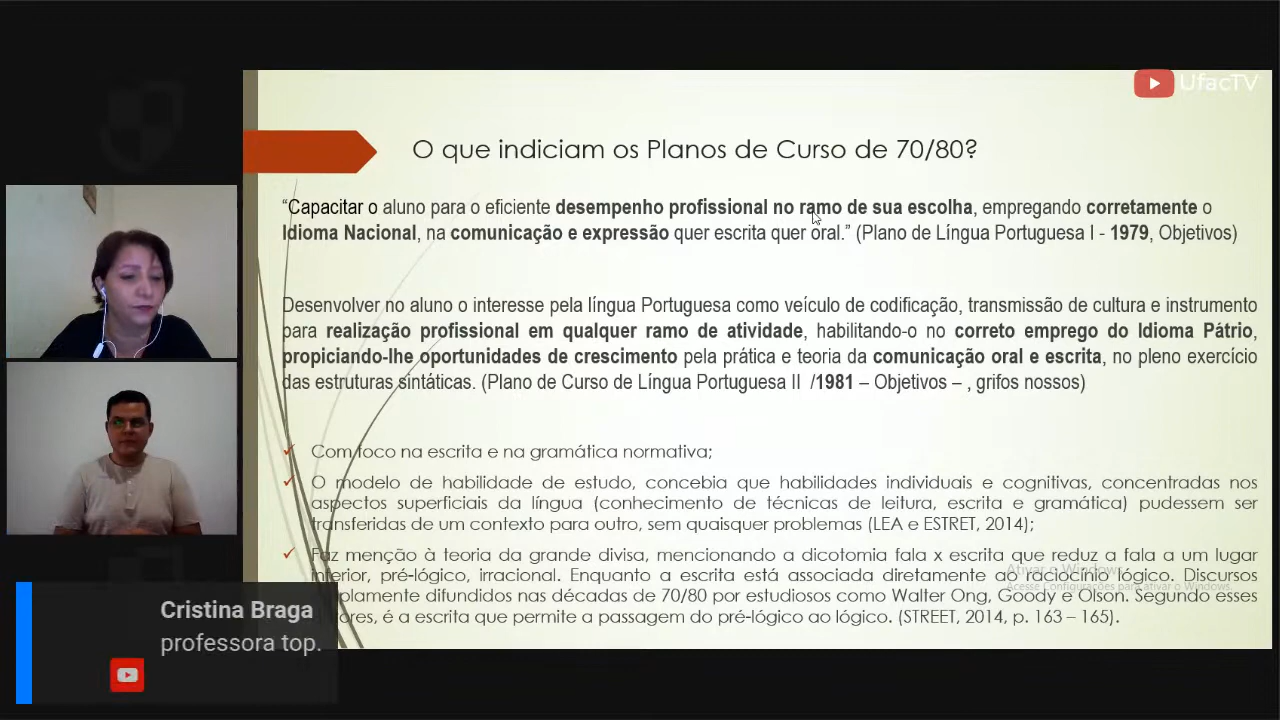 UfacTV
O que indiciam os Planos de Curso de 70/80?
“Capacitar o aluno para o eficiente desempenho profissional no ramo de sua escolha, empregando corretamente o
Idioma Nacional, na comunicação e expressão quer escrita quer oral.” (Plano de Língua Portuguesa I - 1979, Objetivos)
Desenvolver no aluno o interesse pela língua Portuguesa como veículo de codificação, transmissão de cultura e instrumento
para realização profissional em qualquer ramo de atividade, habilitando-o no correto emprego do Idioma Pátrio,
propiciando-lhe oportunidades de crescimento pela prática e teoria da comunicação oral e escrita, no pleno exercício
das estruturas sintáticas. (Plano de Curso de Língua Portuguesa II /1981 – Objetivos – , grifos nossos)
Com foco na escrita e na gramática normativa;
O modelo de habilidade de estudo, concebia que habilidades individuais e cognitivas, concentradas nos
aspectos superficiais da língua (conhecimento de técnicas de leitura, escrita e gramática) pudessem ser
transferidas de um contexto para outro, sem quaisquer problemas (LEA e ESTRET, 2014);
Faz menção à teoria da grande divisa, mencionando a dicotomia fala x escrita que reduz a fala a um lugar
inferior, pré-lógico, irracional. Enquanto a escrita está associada diretamente ao raciocínio lógico. Discursos
difundidos nas décadas de 70/80 por estudiosos como Walter Ong, Goody e Olson. Segundo esses
é a escrita que permite a passagem do pré-lógico ao lógico. (STREET, 2014, p. 163 – 165).
Ativar o Windows
Acesse Configurações para ativar o Windows.
Cristina Braga
professora top.